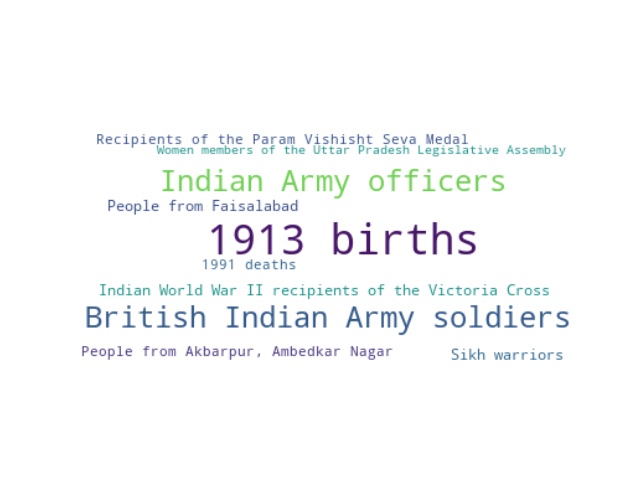 Recipients of the Param Vishisht Seva Medal
Women members of the Uttar Pradesh Legislative Assembly
Indian Army officers
People from Faisalabad
1913 births
1991 deaths
Indian World War II recipients of the Victoria Cross
British Indian Army soldiers
People from Akbarpur, Ambedkar Nagar
Sikh warriors